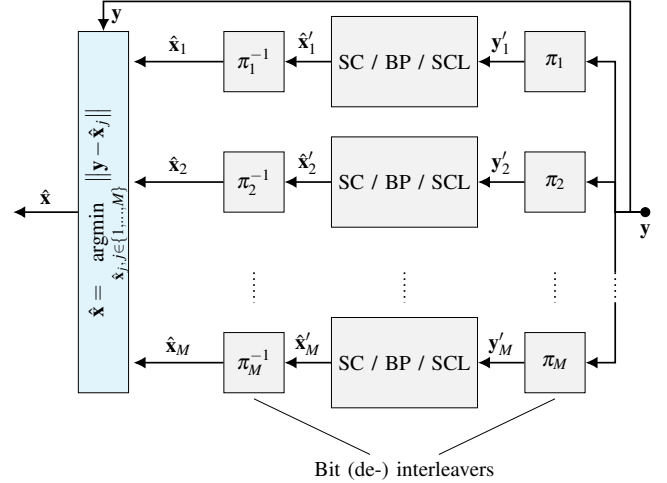 y
x̂₁ π₁⁻¹ x̂′₁ SC / BP / SCL y′₁ π₁
x̂₂ π₂⁻¹ x̂′₂ SC / BP / SCL y′₂ π₂
x̂ y
x̂ = argmin ||y − x̂ⱼ||
x̂ⱼ, j∈{1,...,M}
x̂_M π_M⁻¹ x̂′_M SC / BP / SCL y′_M π_M
Bit (de-) interleavers